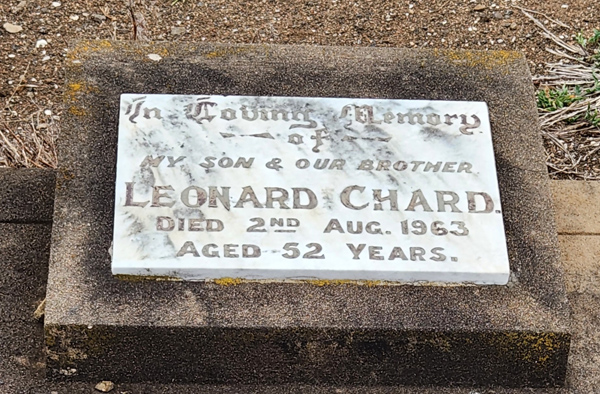 In Loving Memory
of
MY SON & OUR BROTHER
LEONARD CHARD.
DIED 2ND AUG. 1963
AGED 52 YEARS.